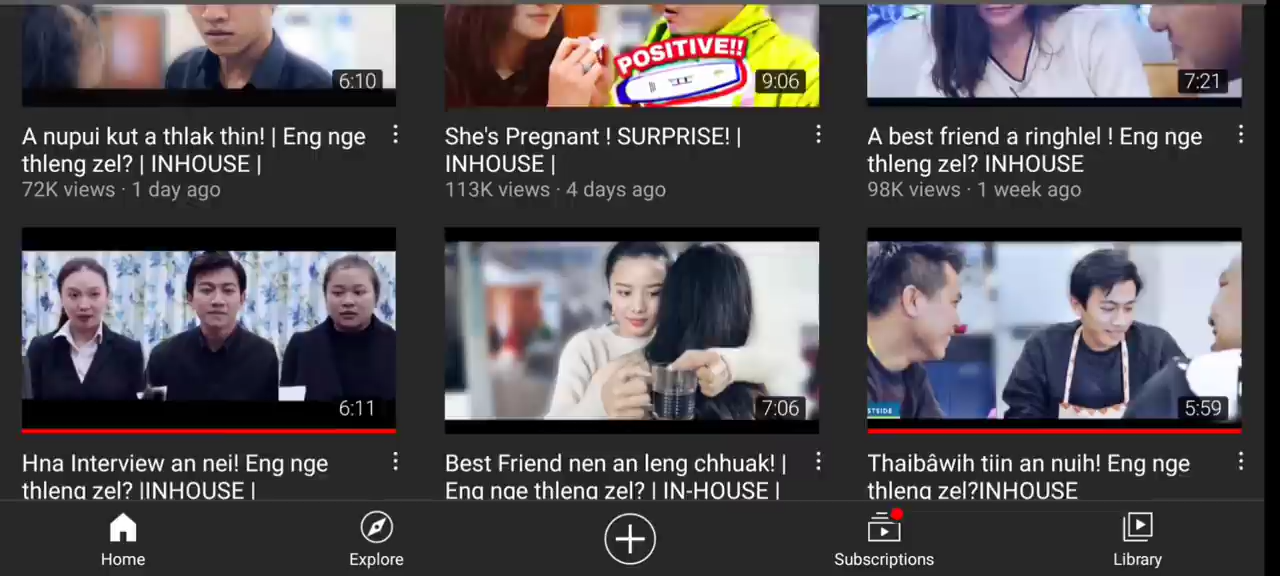 POSITIVE!!
6:10
9:06
7:21
A nupui kut a thlak thin! | Eng nge
thleng zel? | INHOUSE |
72K views · 1 day ago
She's Pregnant ! SURPRISE! |
INHOUSE |
113K views · 4 days ago
A best friend a ringhlel ! Eng nge
thleng zel? INHOUSE
98K views · 1 week ago
6:11
7:06
STSIDE
5:59
Hna Interview an nei! Eng nge
thleng zel? |INHOUSE |
Best Friend nen an leng chhuak! |
Eng nge thleng zel? | IN-HOUSE |
Thaibâwih tiin an nuih! Eng nge
thleng zel?INHOUSE
Home
Explore
Subscriptions
Library